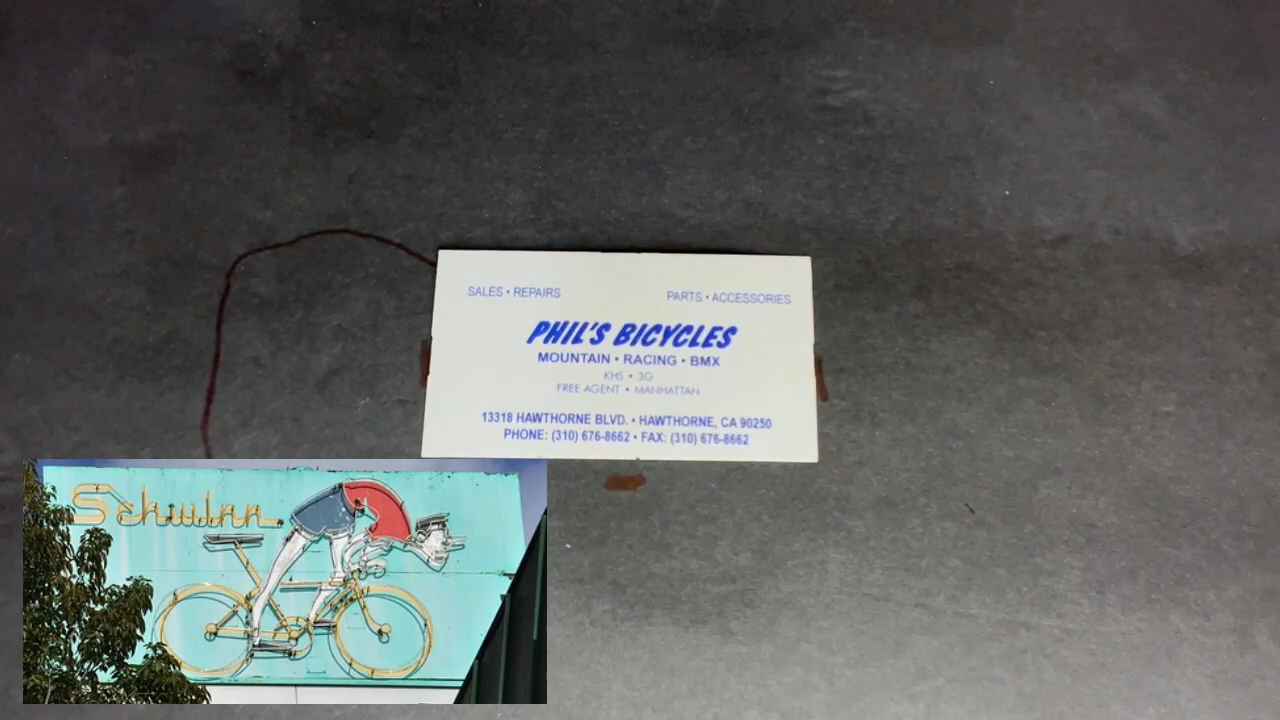 SALES • REPAIRS
PARTS • ACCESSORIES
PHIL'S BICYCLES
MOUNTAIN • RACING • BMX
KHS • 3G
FREE AGENT • MANHATTAN
13318 HAWTHORNE BLVD. • HAWTHORNE, CA 90250
PHONE: (310) 676-8662 • FAX: (310) 676-8662
Schwinn